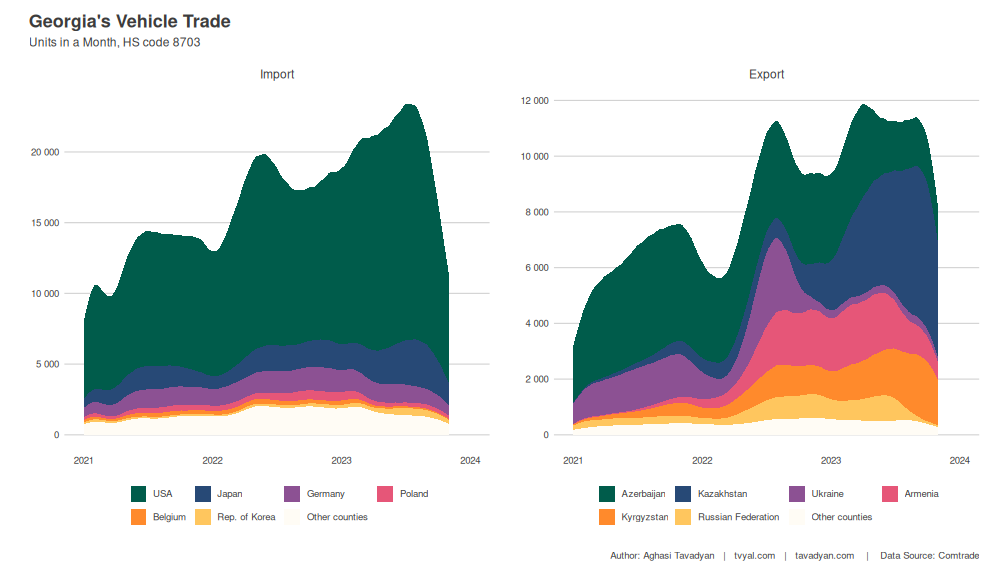 Georgia's Vehicle Trade
Units in a Month, HS code 8703
Import
20 000
15 000
10 000
5 000
0
2021 2022 2023 2024
USA Japan Germany Poland
Belgium Rep. of Korea Other counties
Export
12 000
10 000
8 000
6 000
4 000
2 000
0
2021 2022 2023 2024
Azerbaijan Kazakhstan Ukraine Armenia
Kyrgyzstan Russian Federation Other counties
Author: Aghasi Tavadyan | tvyal.com | tavadyan.com | Data Source: Comtrade